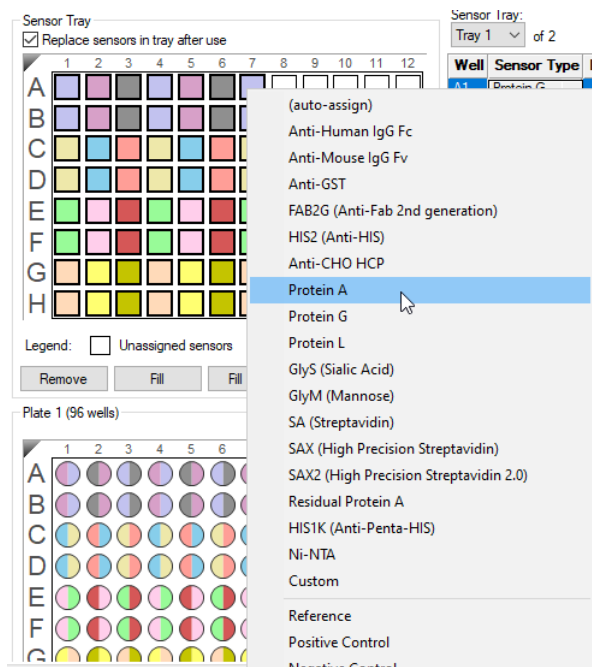 Sensor Tray
Replace sensors in tray after use
1 2 3 4 5 6 7 8 9 10 11 12
A
B
C
D
E
F
G
H
Legend: Unassigned sensors
Remove Fill Fill
Plate 1 (96 wells)
1 2 3 4 5 6
A
B
C
D
E
F
G
Sensor Tray:
Tray 1 of 2
Well Sensor Type
A1 Protein G
(auto-assign)
Anti-Human IgG Fc
Anti-Mouse IgG Fv
Anti-GST
FAB2G (Anti-Fab 2nd generation)
HIS2 (Anti-HIS)
Anti-CHO HCP
Protein A
Protein G
Protein L
GlyS (Sialic Acid)
GlyM (Mannose)
SA (Streptavidin)
SAX (High Precision Streptavidin)
SAX2 (High Precision Streptavidin 2.0)
Residual Protein A
HIS1K (Anti-Penta-HIS)
Ni-NTA
Custom
Reference
Positive Control
Negative Control